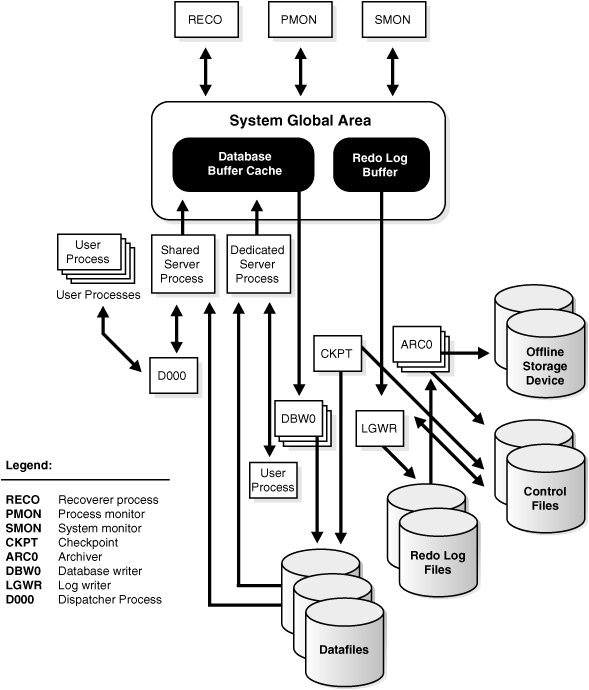 RECO
PMON
SMON
System Global Area
Database
Buffer Cache
Redo Log
Buffer
User
Process
User Processes
Shared
Server
Process
Dedicated
Server
Process
D000
CKPT
ARC0
Offline
Storage
Device
DBW0
LGWR
User
Process
Control
Files
Redo Log
Files
Datafiles
Legend:
RECO Recoverer process
PMON Process monitor
SMON System monitor
CKPT Checkpoint
ARC0 Archiver
DBW0 Database writer
LGWR Log writer
D000 Dispatcher Process